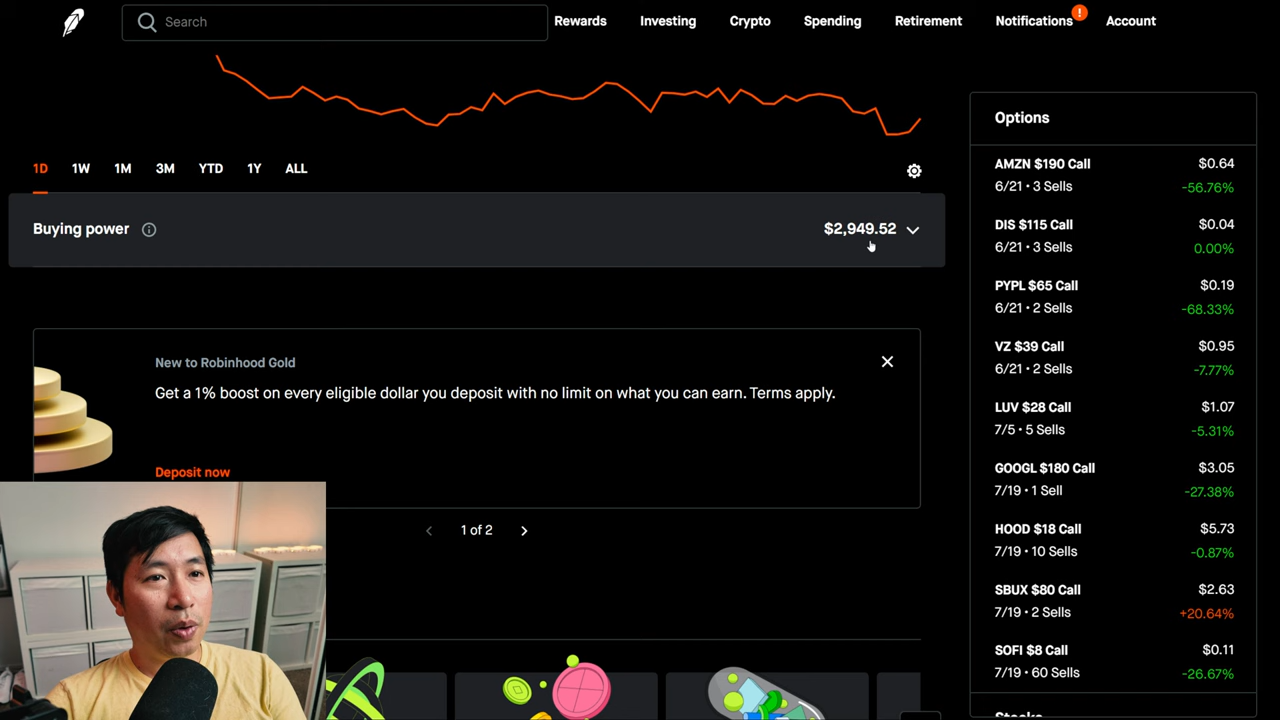 Search
Rewards
Investing
Crypto
Spending
Retirement
Notifications
!
Account
1D
1W
1M
3M
YTD
1Y
ALL
Buying power
$2,949.52
New to Robinhood Gold
Get a 1% boost on every eligible dollar you deposit with no limit on what you can earn. Terms apply.
Deposit now
1 of 2
Options
AMZN $190 Call $0.64
6/21 • 3 Sells -56.76%
DIS $115 Call $0.04
6/21 • 3 Sells 0.00%
PYPL $65 Call $0.19
6/21 • 2 Sells -68.33%
VZ $39 Call $0.95
6/21 • 2 Sells -7.77%
LUV $28 Call $1.07
7/5 • 5 Sells -5.31%
GOOGL $180 Call $3.05
7/19 • 1 Sell -27.38%
HOOD $18 Call $5.73
7/19 • 10 Sells -0.87%
SBUX $80 Call $2.63
7/19 • 2 Sells +20.64%
SOFI $8 Call $0.11
7/19 • 60 Sells -26.67%
Stocks